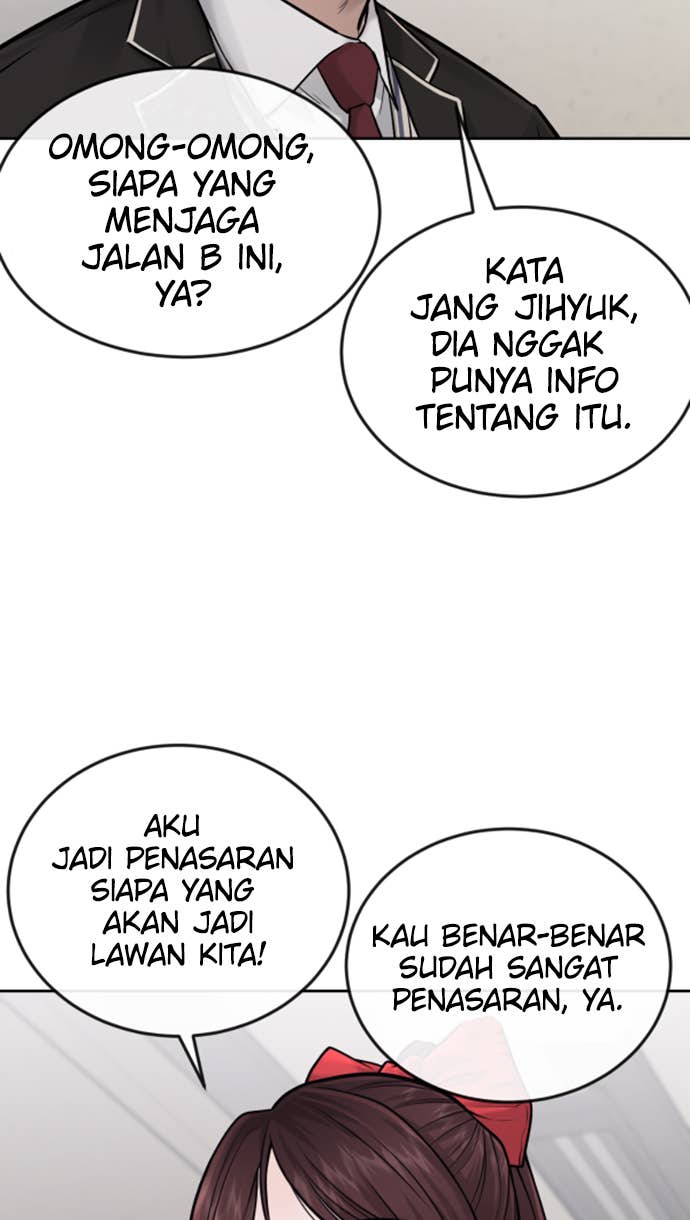 OMONG-OMONG,
SIAPA YANG
MENJAGA
JALAN B INI,
YA?
KATA
JANG JIHYUK,
DIA NGGAK
PUNYA INFO
TENTANG ITU.
AKU
JADI PENASARAN
SIAPA YANG
AKAN JADI
LAWAN KITA!
KAU BENAR-BENAR
SUDAH SANGAT
PENASARAN, YA.